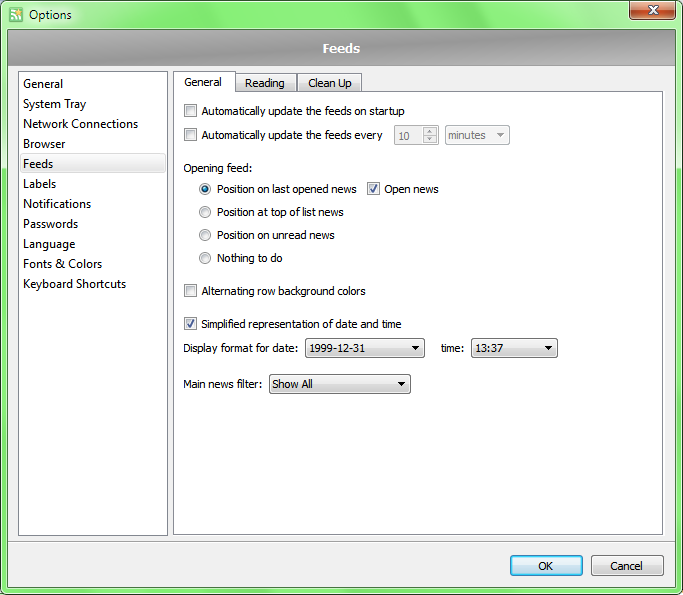 Options
Feeds
General
System Tray
Network Connections
Browser
Feeds
Labels
Notifications
Passwords
Language
Fonts & Colors
Keyboard Shortcuts
General Reading Clean Up
Automatically update the feeds on startup
Automatically update the feeds every 10 minutes
Opening feed:
Position on last opened news Open news
Position at top of list news
Position on unread news
Nothing to do
Alternating row background colors
Simplified representation of date and time
Display format for date: 1999-12-31 time: 13:37
Main news filter: Show All
OK Cancel